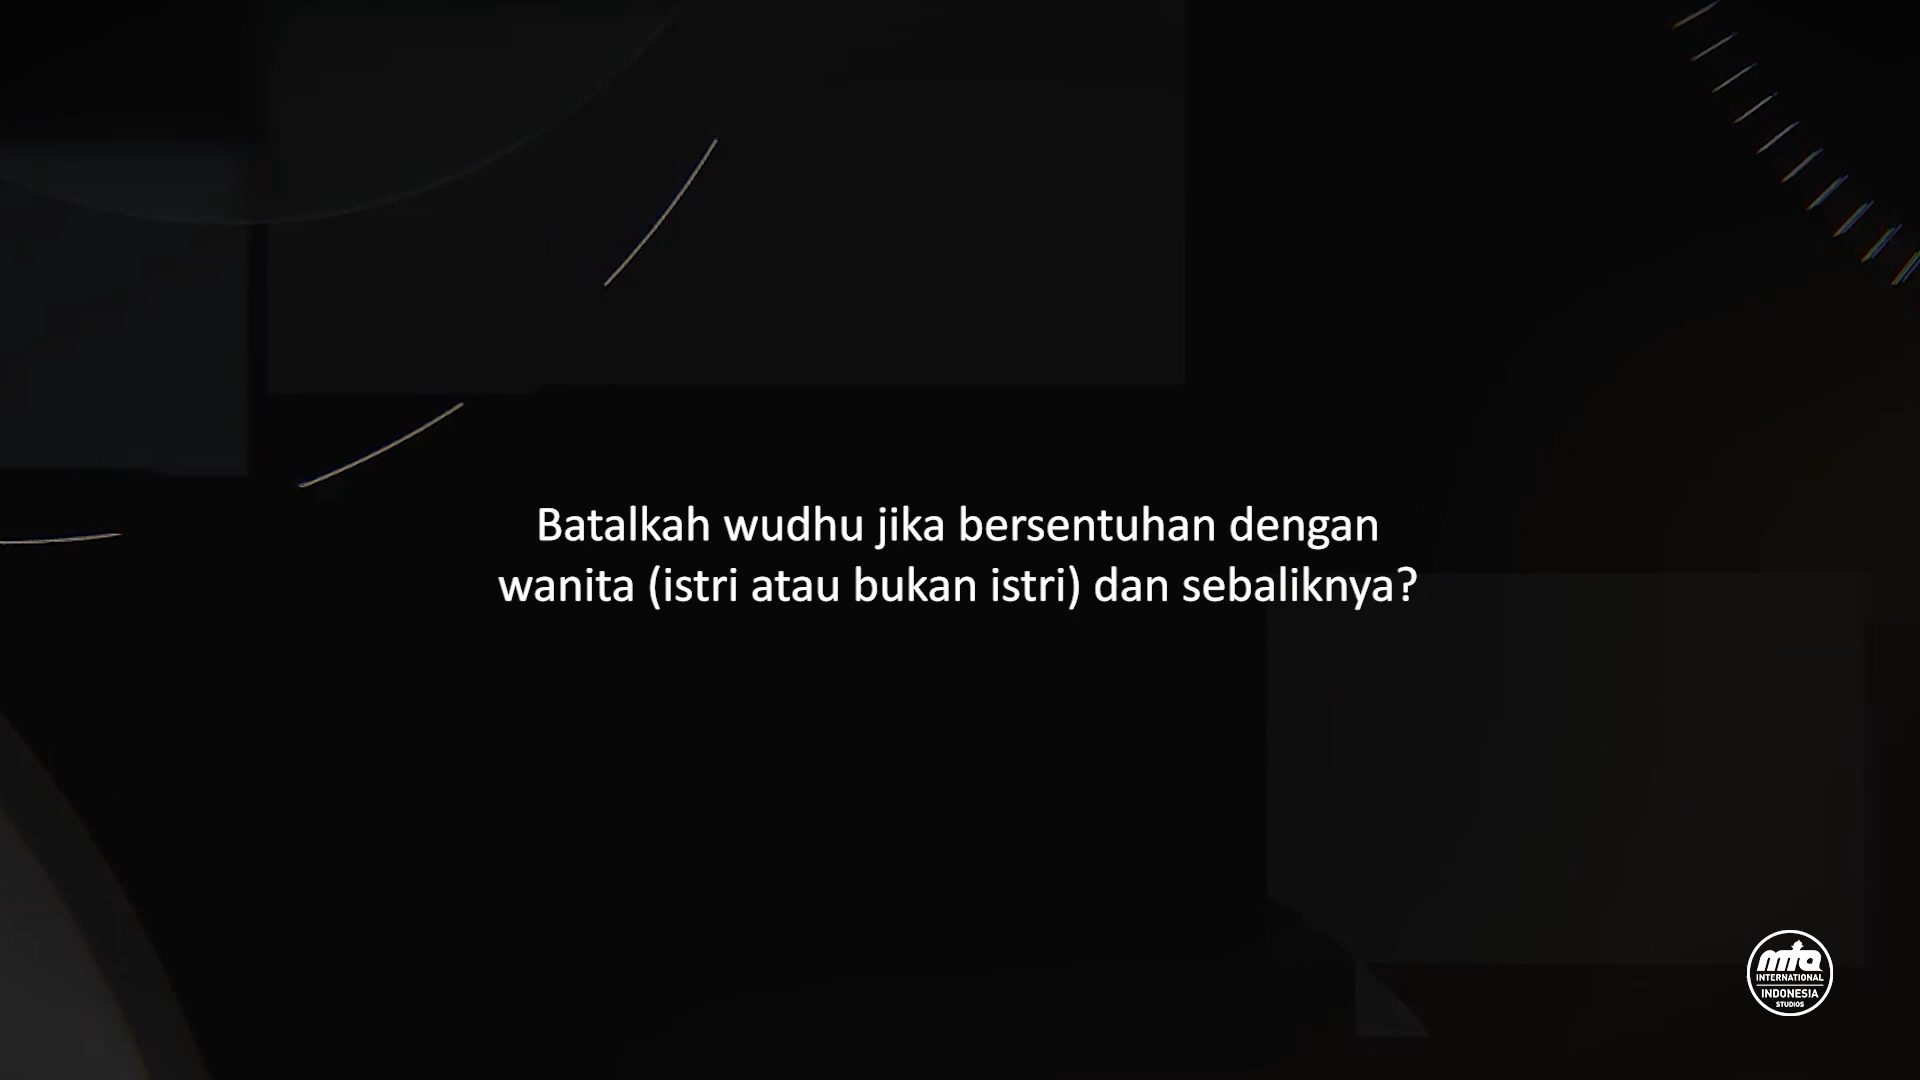 Batalkah wudhu jika bersentuhan dengan
wanita (istri atau bukan istri) dan sebaliknya?
mta
INTERNATIONAL
INDONESIA
STUDIOS